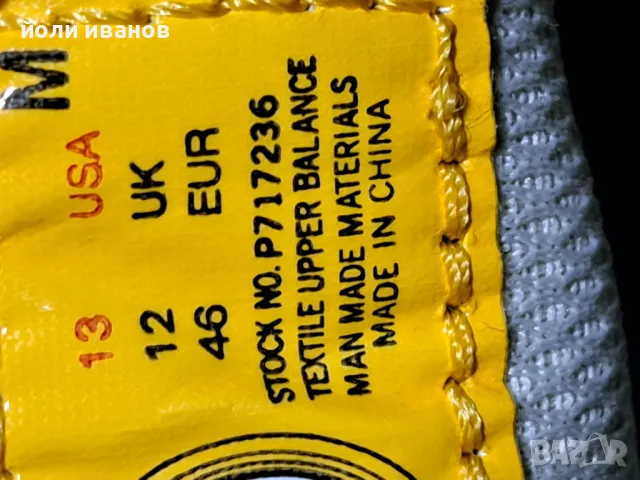 йоли иванов
M
USA 13
UK 12
EUR 46
STOCK NO. P717236
TEXTILE UPPER BALANCE
MAN MADE MATERIALS
MADE IN CHINA
BAZAR